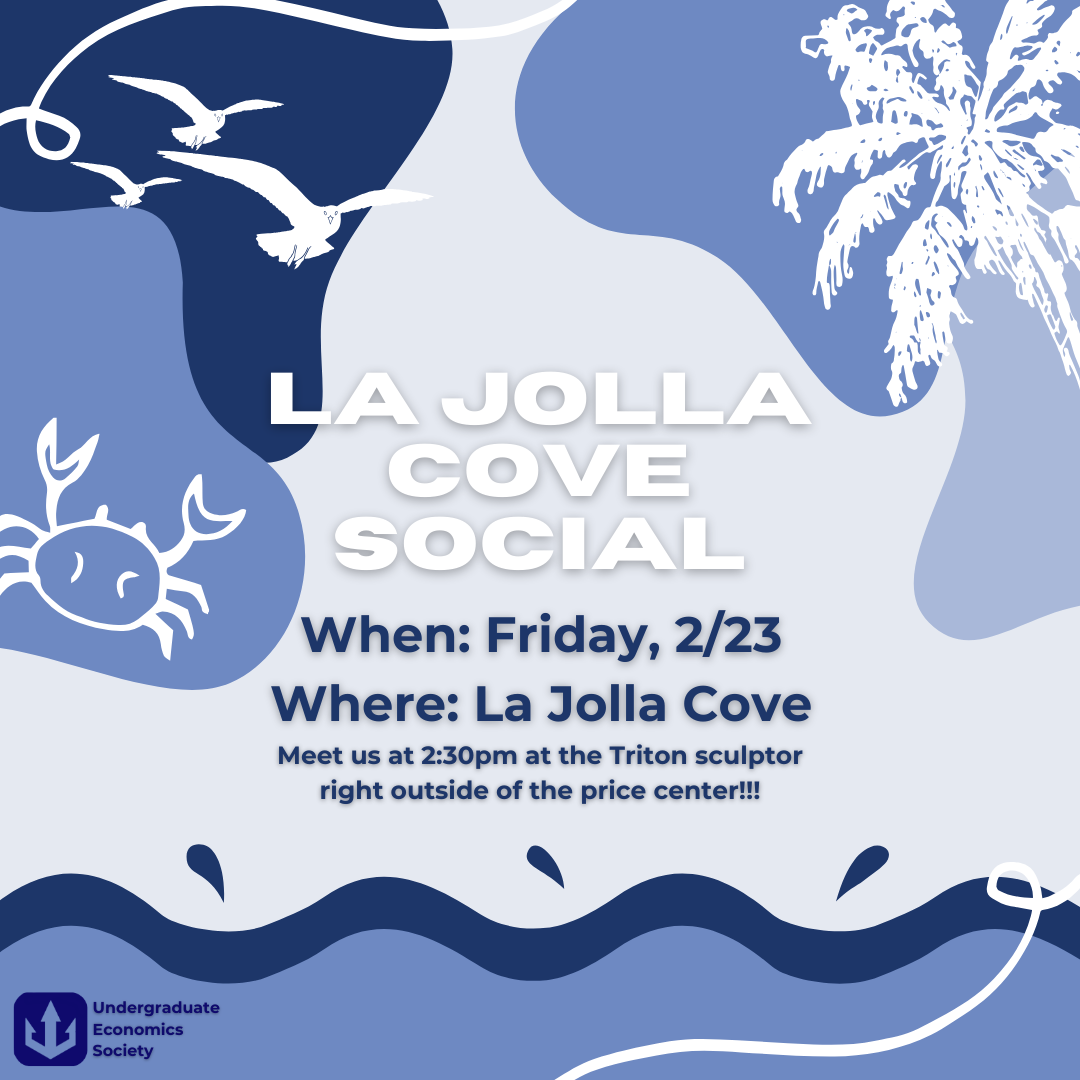 LA JOLLA
COVE
SOCIAL
When: Friday, 2/23
Where: La Jolla Cove
Meet us at 2:30pm at the Triton sculptor
right outside of the price center!!!
Undergraduate
Economics
Society